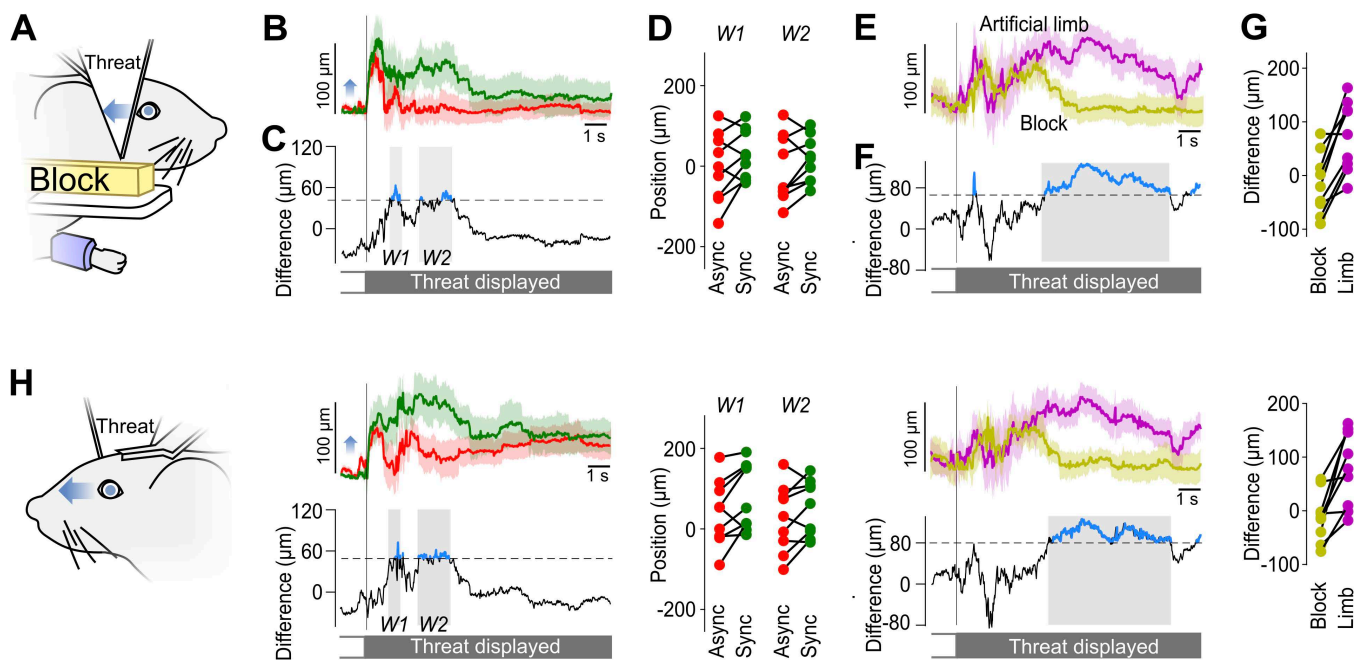 A
Threat
Block
B
100 µm
1 s
C
Difference (µm)
120
60
0
W1
W2
Threat displayed
D
W1
W2
Position (µm)
200
0
-200
Async
Sync
Async
Sync
E
Artificial limb
Block
100 µm
1 s
F
Difference (µm)
80
0
-80
Threat displayed
G
Difference (µm)
200
100
0
-100
Block
Limb
H
Threat
100 µm
1 s
Difference (µm)
120
60
0
W1
W2
Threat displayed
W1
W2
Position (µm)
200
0
-200
Async
Sync
Async
Sync
100 µm
1 s
Difference (µm)
80
0
-80
Threat displayed
Difference (µm)
200
100
0
-100
Block
Limb